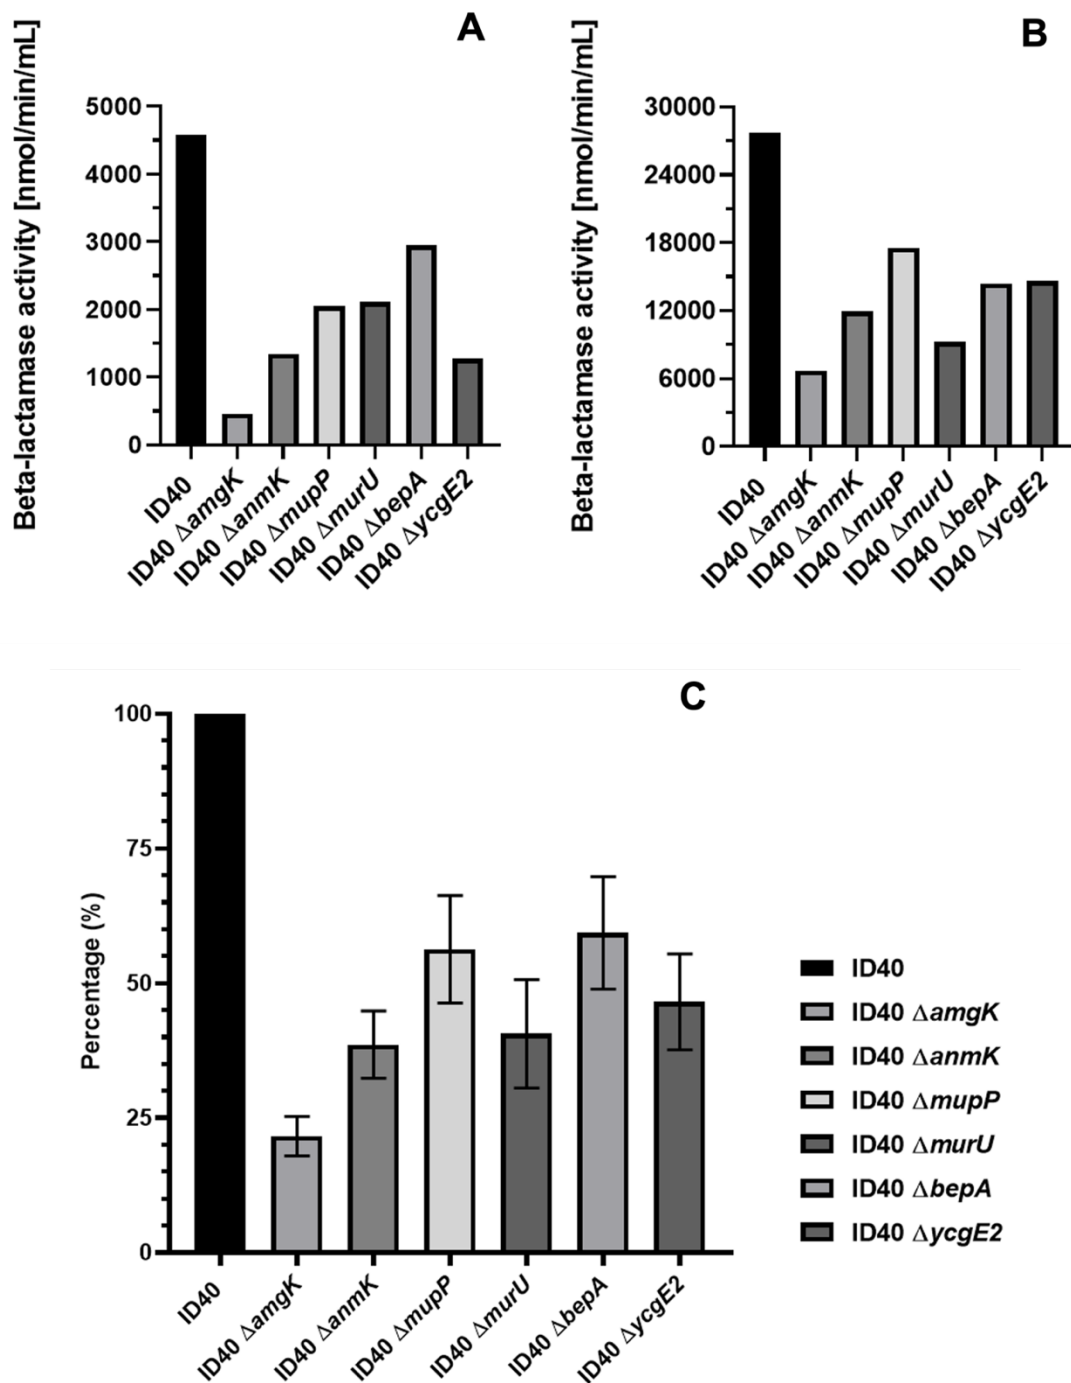 A
Beta-lactamase activity [nmol/min/mL]
5000
4000
3000
2000
1000
0
ID40
ID40 ΔamgK
ID40 ΔanmK
ID40 ΔmupP
ID40 ΔmurU
ID40 ΔbepA
ID40 ΔycgE2
B
Beta-lactamase activity [nmol/min/mL]
30000
24000
18000
12000
6000
0
ID40
ID40 ΔamgK
ID40 ΔanmK
ID40 ΔmupP
ID40 ΔmurU
ID40 ΔbepA
ID40 ΔycgE2
C
Percentage (%)
100
75
50
25
0
ID40
ID40 ΔamgK
ID40 ΔanmK
ID40 ΔmupP
ID40 ΔmurU
ID40 ΔbepA
ID40 ΔycgE2
ID40
ID40 ΔamgK
ID40 ΔanmK
ID40 ΔmupP
ID40 ΔmurU
ID40 ΔbepA
ID40 ΔycgE2